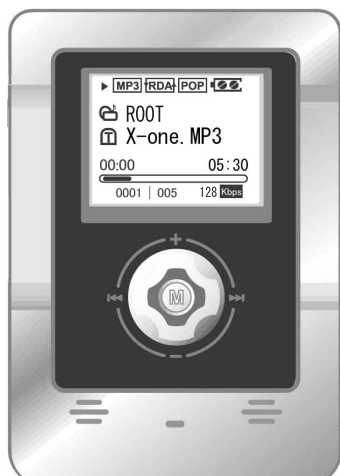 MP3 RDA POP
ROOT
T X-one.MP3
00:00 05:30
0001 | 005 128 Kbps
+
M
−